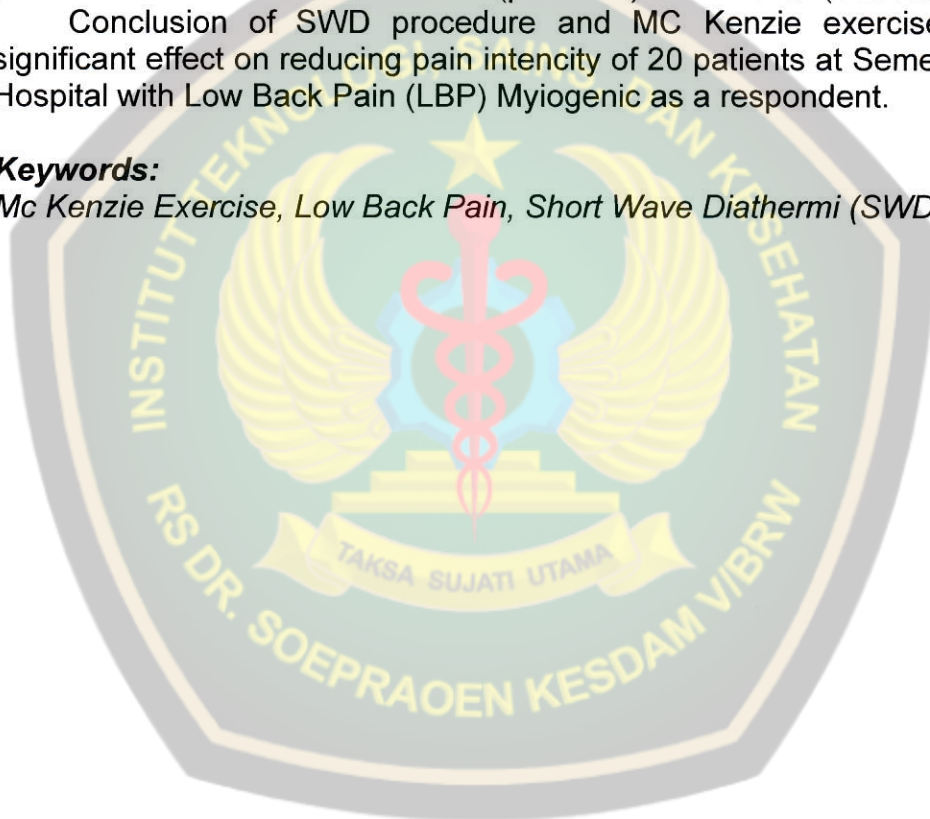 Conclusion of SWD procedure and MC Kenzie exercise
significant effect on reducing pain intencity of 20 patients at Seme
Hospital with Low Back Pain (LBP) Myiogenic as a respondent.
Keywords:
Mc Kenzie Exercise, Low Back Pain, Short Wave Diathermi (SWD
INSTITUT TEKNOLOGI, SAINS, DAN KESEHATAN
TAKSA SUJATI UTAMA
RS DR. SOEPRAOEN KESDAM V/BRW